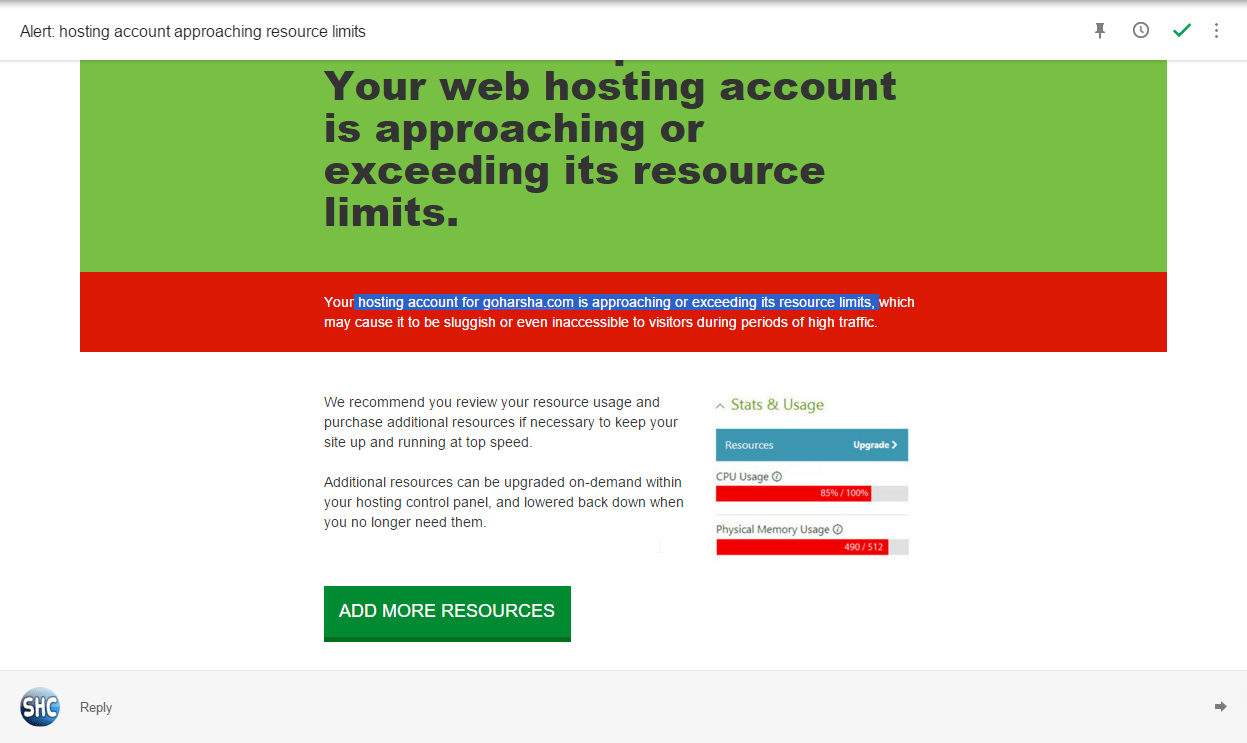 Alert: hosting account approaching resource limits
Your web hosting account
is approaching or
exceeding its resource
limits.
Your hosting account for goharsha.com is approaching or exceeding its resource limits, which
may cause it to be sluggish or even inaccessible to visitors during periods of high traffic.
We recommend you review your resource usage and
purchase additional resources if necessary to keep your
site up and running at top speed.
Additional resources can be upgraded on-demand within
your hosting control panel, and lowered back down when
you no longer need them.
Stats & Usage
Resources Upgrade
CPU Usage
85% / 100%
Physical Memory Usage
490 / 512
ADD MORE RESOURCES
SHC
Reply